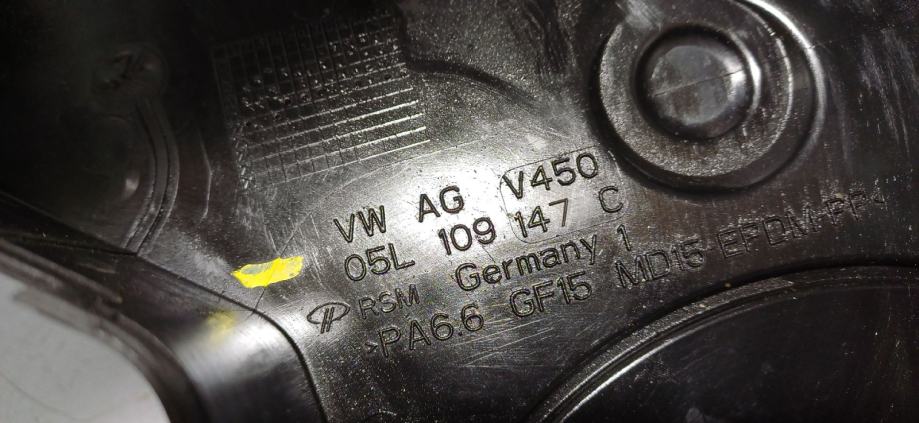 VW AG V450
05L 109 147 C
Germany 1
RSM
>PA6.6 GF15 MD15-EPDM-PP<